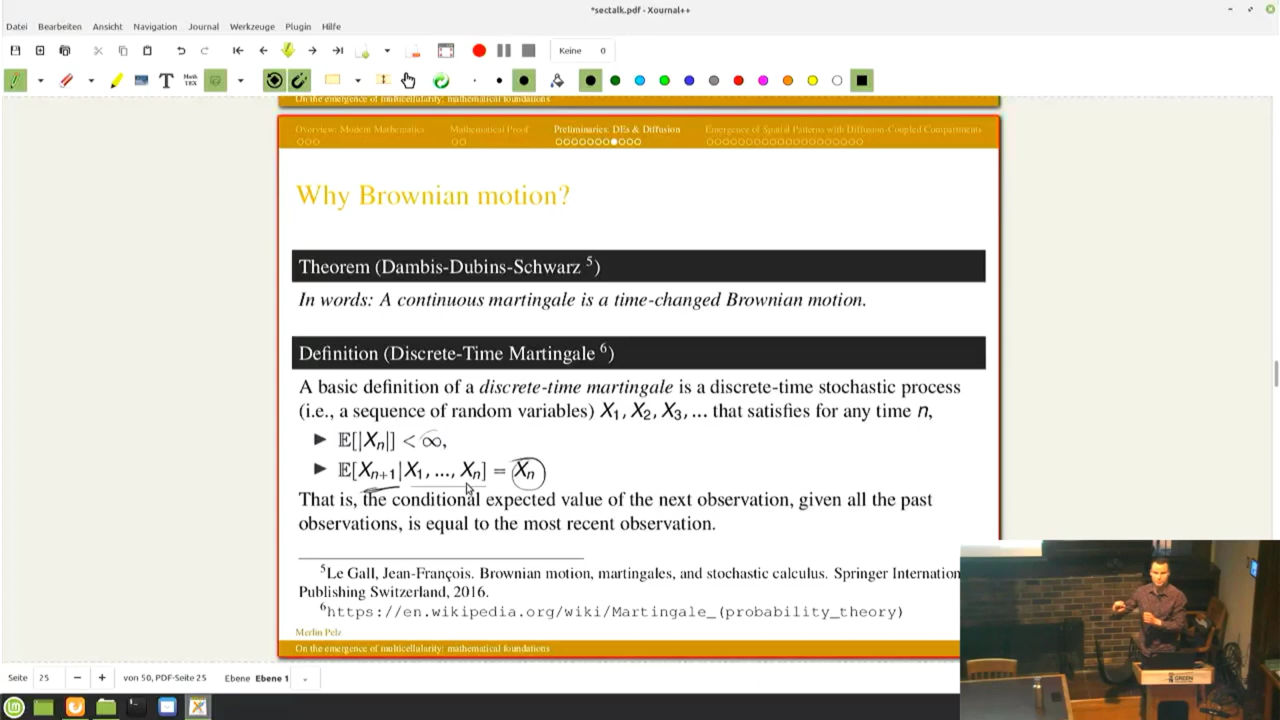 *sectalk.pdf - Xournal++
Datei Bearbeiten Ansicht Navigation Journal Werkzeuge Plugin Hilfe
Keine 0
T Math TEX
On the emergence of multicellularity: mathematical foundations
Overview: Modern Mathematics Mathematical Proof Preliminaries: DEs & Diffusion Emergence of Spatial Patterns with Diffusion-Coupled Compartments
Why Brownian motion?
Theorem (Dambis-Dubins-Schwarz ⁵)
In words: A continuous martingale is a time-changed Brownian motion.
Definition (Discrete-Time Martingale ⁶)
A basic definition of a discrete-time martingale is a discrete-time stochastic process
(i.e., a sequence of random variables) X₁, X₂, X₃, ... that satisfies for any time n,
▶ 𝔼[|Xₙ|] < ∞,
▶ 𝔼[Xₙ₊₁|X₁, ..., Xₙ] = Xₙ
That is, the conditional expected value of the next observation, given all the past
observations, is equal to the most recent observation.
⁵Le Gall, Jean-François. Brownian motion, martingales, and stochastic calculus. Springer Internation
Publishing Switzerland, 2016.
⁶https://en.wikipedia.org/wiki/Martingale_(probability_theory)
Merlin Pelz
On the emergence of multicellularity: mathematical foundations
GREEN
Seite 25 von 50, PDF-Seite 25 Ebene Ebene 1